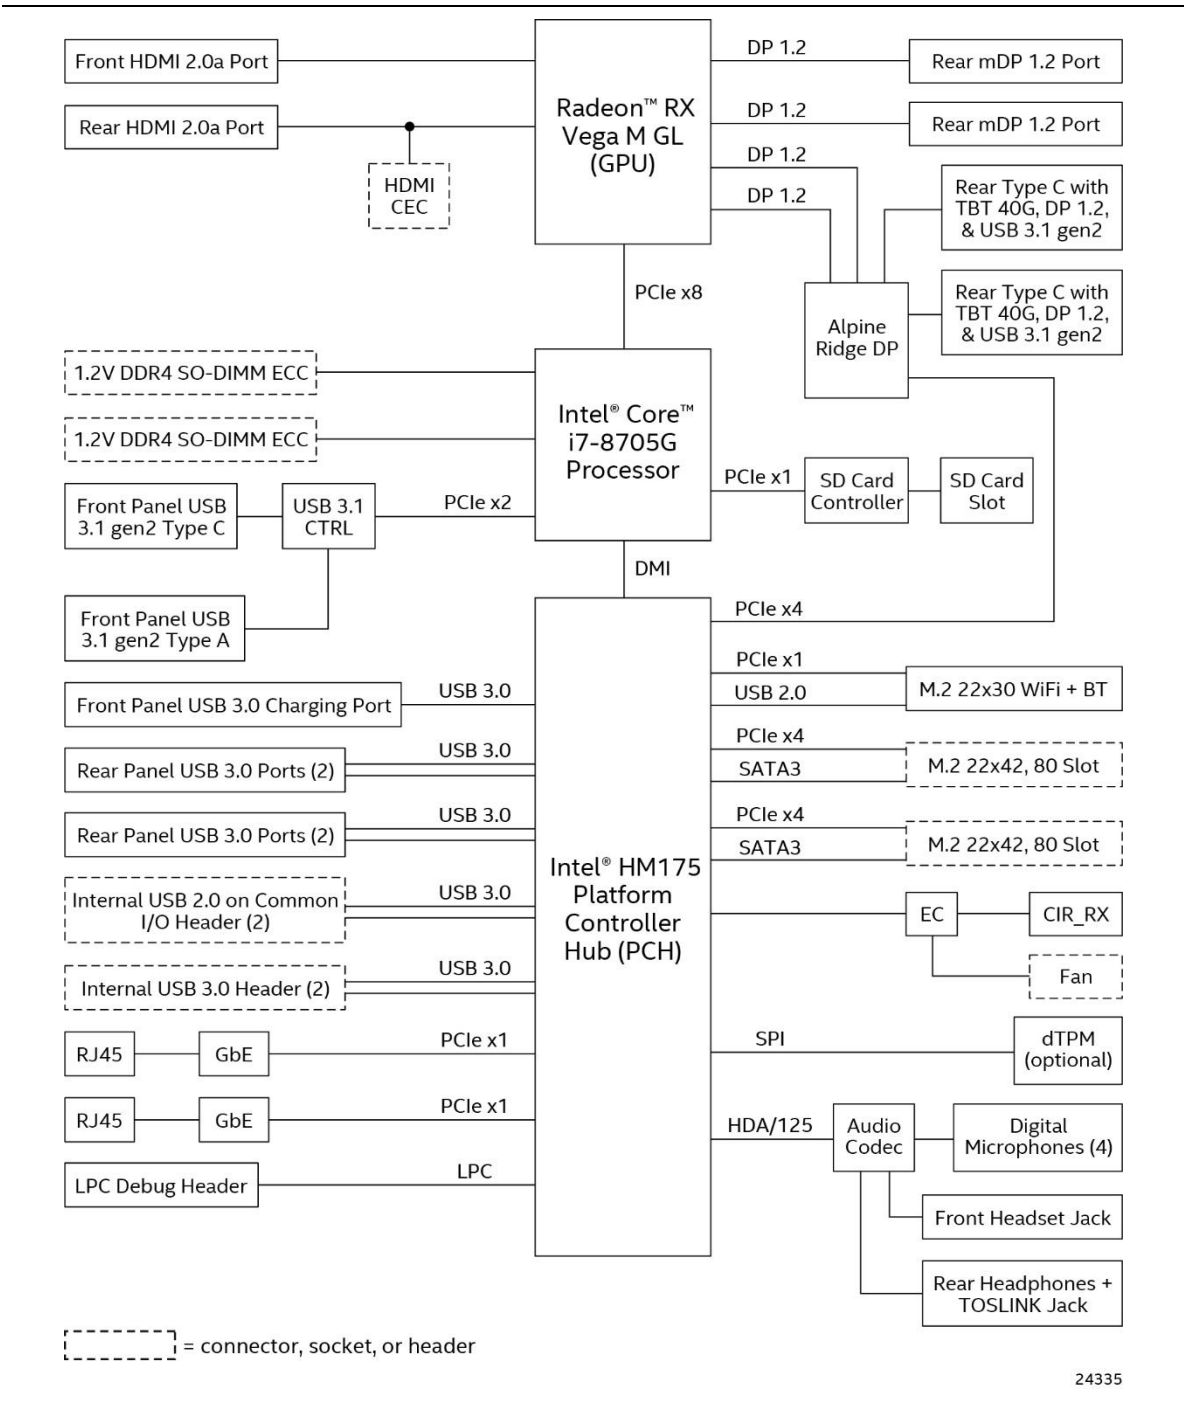 Front HDMI 2.0a Port
Rear HDMI 2.0a Port
HDMI
CEC
Radeon™ RX
Vega M GL
(GPU)
DP 1.2
Rear mDP 1.2 Port
DP 1.2
Rear mDP 1.2 Port
DP 1.2
DP 1.2
Rear Type C with
TBT 40G, DP 1.2,
& USB 3.1 gen2
Rear Type C with
TBT 40G, DP 1.2,
& USB 3.1 gen2
Alpine
Ridge DP
PCIe x8
1.2V DDR4 SO-DIMM ECC
1.2V DDR4 SO-DIMM ECC
Intel® Core™
i7-8705G
Processor
PCIe x1
SD Card
Controller
SD Card
Slot
Front Panel USB
3.1 gen2 Type C
USB 3.1
CTRL
PCIe x2
Front Panel USB
3.1 gen2 Type A
DMI
PCIe x4
PCIe x1
USB 2.0
M.2 22x30 WiFi + BT
Front Panel USB 3.0 Charging Port
USB 3.0
Rear Panel USB 3.0 Ports (2)
USB 3.0
PCIe x4
SATA3
M.2 22x42, 80 Slot
Rear Panel USB 3.0 Ports (2)
USB 3.0
PCIe x4
SATA3
M.2 22x42, 80 Slot
Intel® HM175
Platform
Controller
Hub (PCH)
Internal USB 2.0 on Common
I/O Header (2)
USB 3.0
EC
CIR_RX
Fan
Internal USB 3.0 Header (2)
USB 3.0
RJ45
GbE
PCIe x1
SPI
dTPM
(optional)
RJ45
GbE
PCIe x1
HDA/125
Audio
Codec
Digital
Microphones (4)
LPC Debug Header
LPC
Front Headset Jack
Rear Headphones +
TOSLINK Jack
= connector, socket, or header
24335